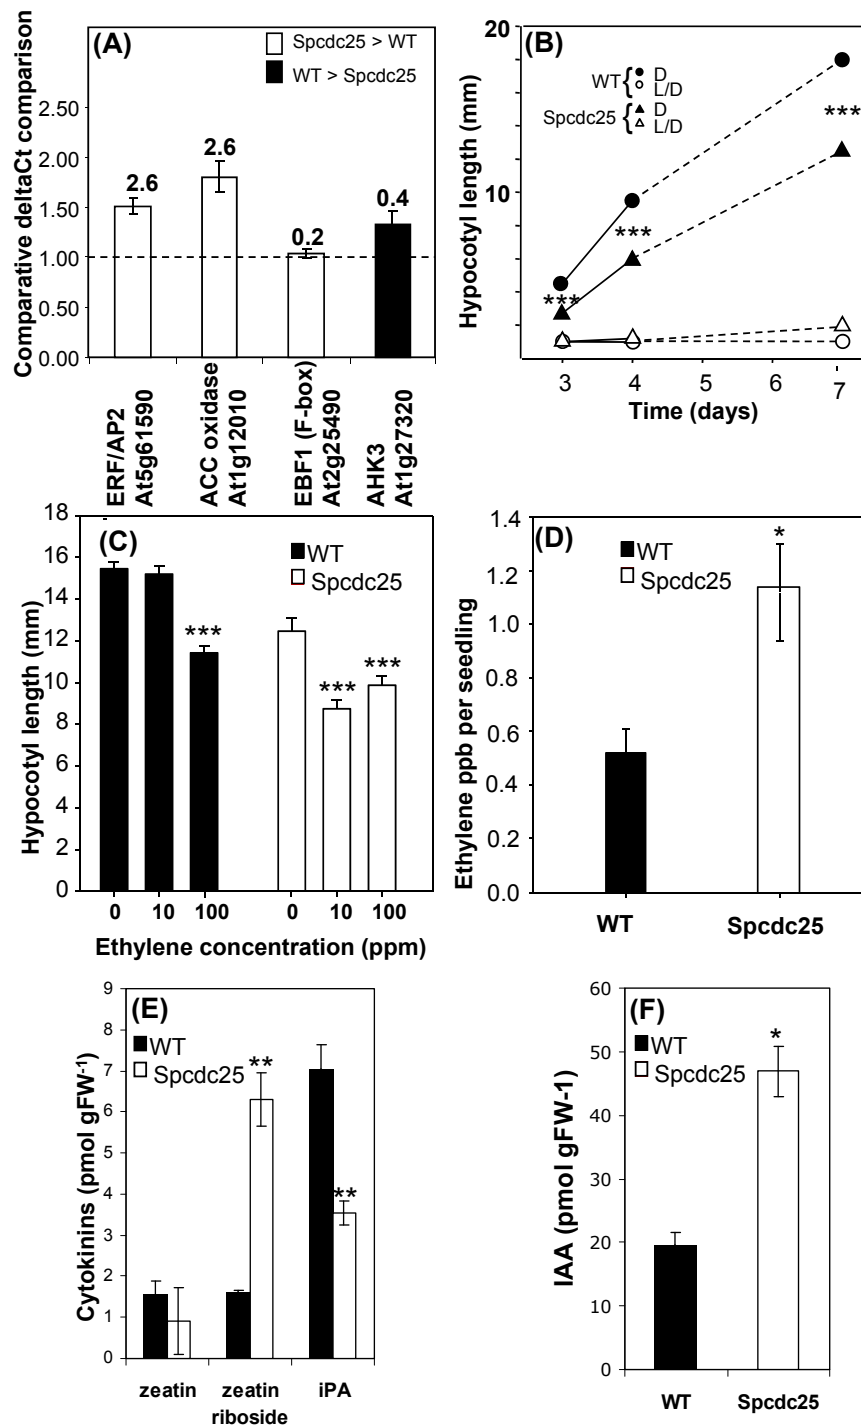 (A)
Spcdc25 > WT
WT > Spcdc25
Comparative deltaCt comparison
2.50
2.00
1.50
1.00
0.50
0.00
2.6
2.6
0.2
0.4
ERF/AP2
At5g61590
ACC oxidase
At1g12010
EBF1 (F-box)
At2g25490
AHK3
At1g27320
(B)
Hypocotyl length (mm)
20
10
WT { D
L/D
Spcdc25 { D
L/D
***
***
***
3
4
5
6
7
Time (days)
(C)
WT
Spcdc25
Hypocotyl length (mm)
18
16
14
12
10
8
6
4
2
0
***
***
***
0
10
100
0
10
100
Ethylene concentration (ppm)
(D)
WT
Spcdc25
Ethylene ppb per seedling
1.4
1.2
1.0
0.8
0.6
0.4
0.2
0.0
*
WT
Spcdc25
(E)
WT
Spcdc25
Cytokinins (pmol gFW-1)
9
8
7
6
5
4
3
2
1
0
**
**
zeatin
zeatin
riboside
iPA
(F)
WT
Spcdc25
IAA (pmol gFW-1)
60
50
40
30
20
10
0
*
WT
Spcdc25